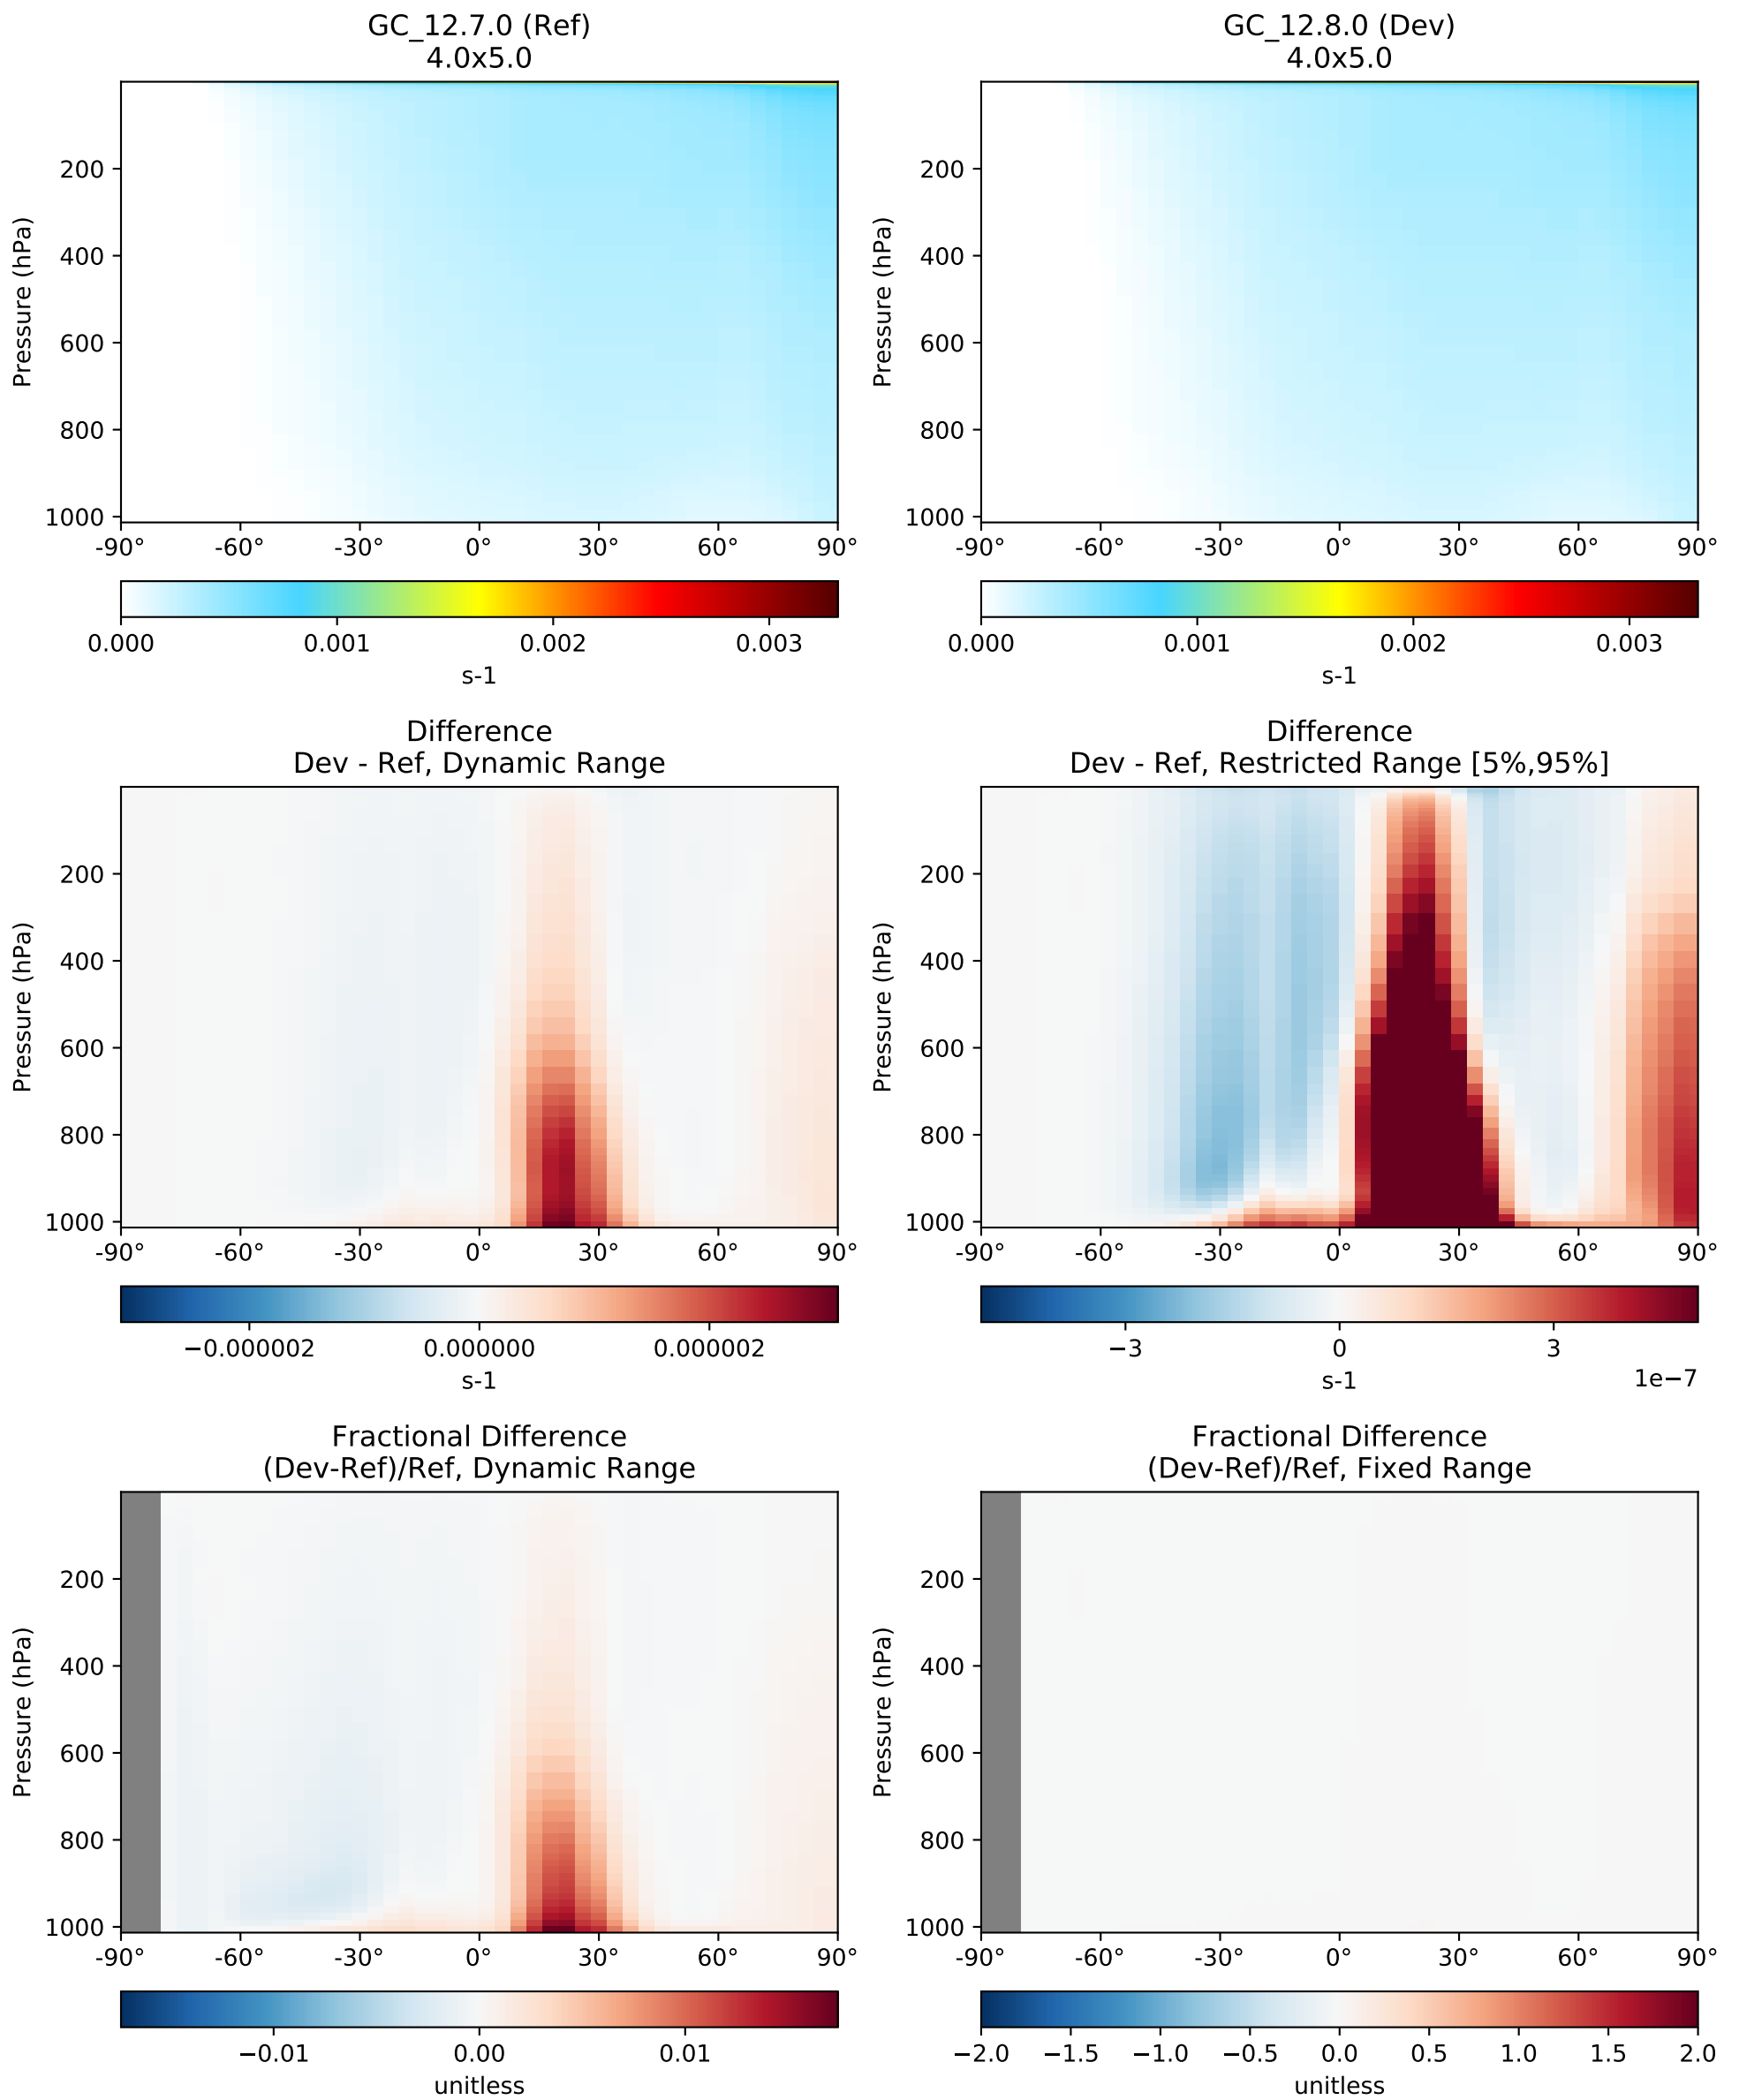 GC_12.7.0 (Ref)
4.0x5.0
Pressure (hPa)
200
400
600
800
1000
-90° -60° -30° 0° 30° 60° 90°
0.000 0.001 0.002 0.003
s-1
GC_12.8.0 (Dev)
4.0x5.0
Pressure (hPa)
200
400
600
800
1000
-90° -60° -30° 0° 30° 60° 90°
0.000 0.001 0.002 0.003
s-1
Difference
Dev - Ref, Dynamic Range
Pressure (hPa)
200
400
600
800
1000
-90° -60° -30° 0° 30° 60° 90°
−0.000002 0.000000 0.000002
s-1
Difference
Dev - Ref, Restricted Range [5%,95%]
Pressure (hPa)
200
400
600
800
1000
-90° -60° -30° 0° 30° 60° 90°
−3 0 3
s-1 1e−7
Fractional Difference
(Dev-Ref)/Ref, Dynamic Range
Pressure (hPa)
200
400
600
800
1000
-90° -60° -30° 0° 30° 60° 90°
−0.01 0.00 0.01
unitless
Fractional Difference
(Dev-Ref)/Ref, Fixed Range
Pressure (hPa)
200
400
600
800
1000
-90° -60° -30° 0° 30° 60° 90°
−2.0 −1.5 −1.0 −0.5 0.0 0.5 1.0 1.5 2.0
unitless